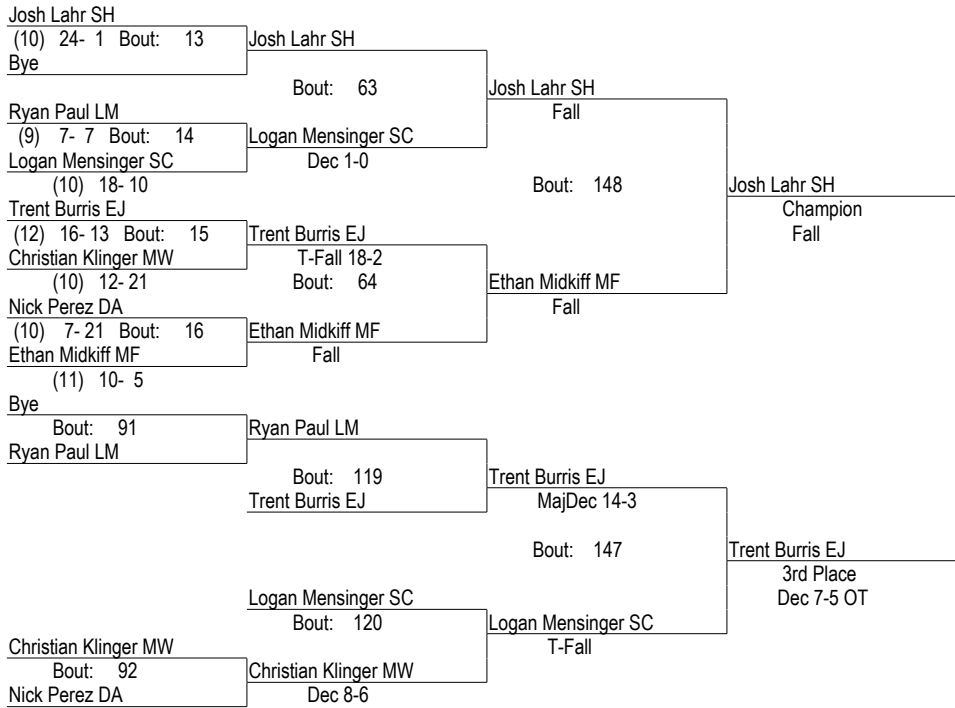 Josh Lahr SH
(10) 24- 1 Bout: 13
Josh Lahr SH
Bye
Bout: 63
Josh Lahr SH
Ryan Paul LM
Fall
(9) 7- 7 Bout: 14
Logan Mensinger SC
Logan Mensinger SC
Dec 1-0
(10) 18- 10
Bout: 148
Josh Lahr SH
Trent Burris EJ
Champion
(12) 16- 13 Bout: 15
Trent Burris EJ
Fall
Christian Klinger MW
T-Fall 18-2
(10) 12- 21
Bout: 64
Ethan Midkiff MF
Nick Perez DA
Fall
(10) 7- 21 Bout: 16
Ethan Midkiff MF
Ethan Midkiff MF
Fall
(11) 10- 5
Bye
Bout: 91
Ryan Paul LM
Ryan Paul LM
Bout: 119
Trent Burris EJ
Trent Burris EJ
MajDec 14-3
Bout: 147
Trent Burris EJ
3rd Place
Logan Mensinger SC
Dec 7-5 OT
Bout: 120
Logan Mensinger SC
Christian Klinger MW
T-Fall
Bout: 92
Christian Klinger MW
Nick Perez DA
Dec 8-6